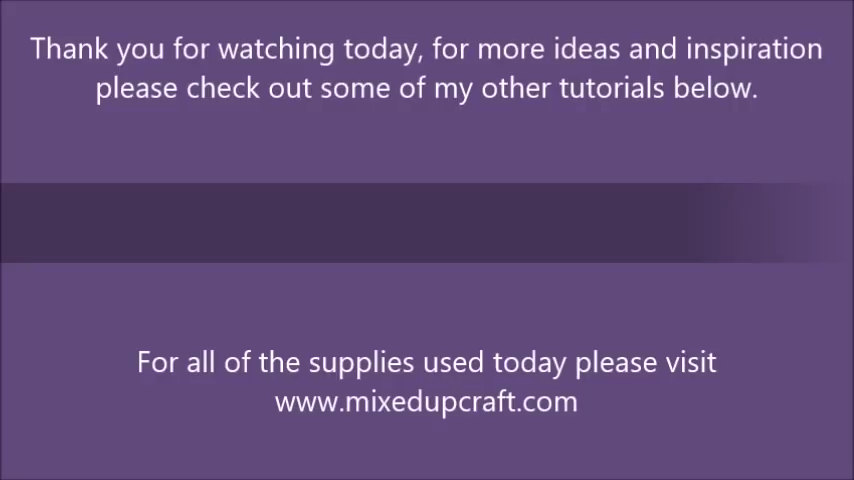 Thank you for watching today, for more ideas and inspiration
please check out some of my other tutorials below.
For all of the supplies used today please visit
www.mixedupcraft.com